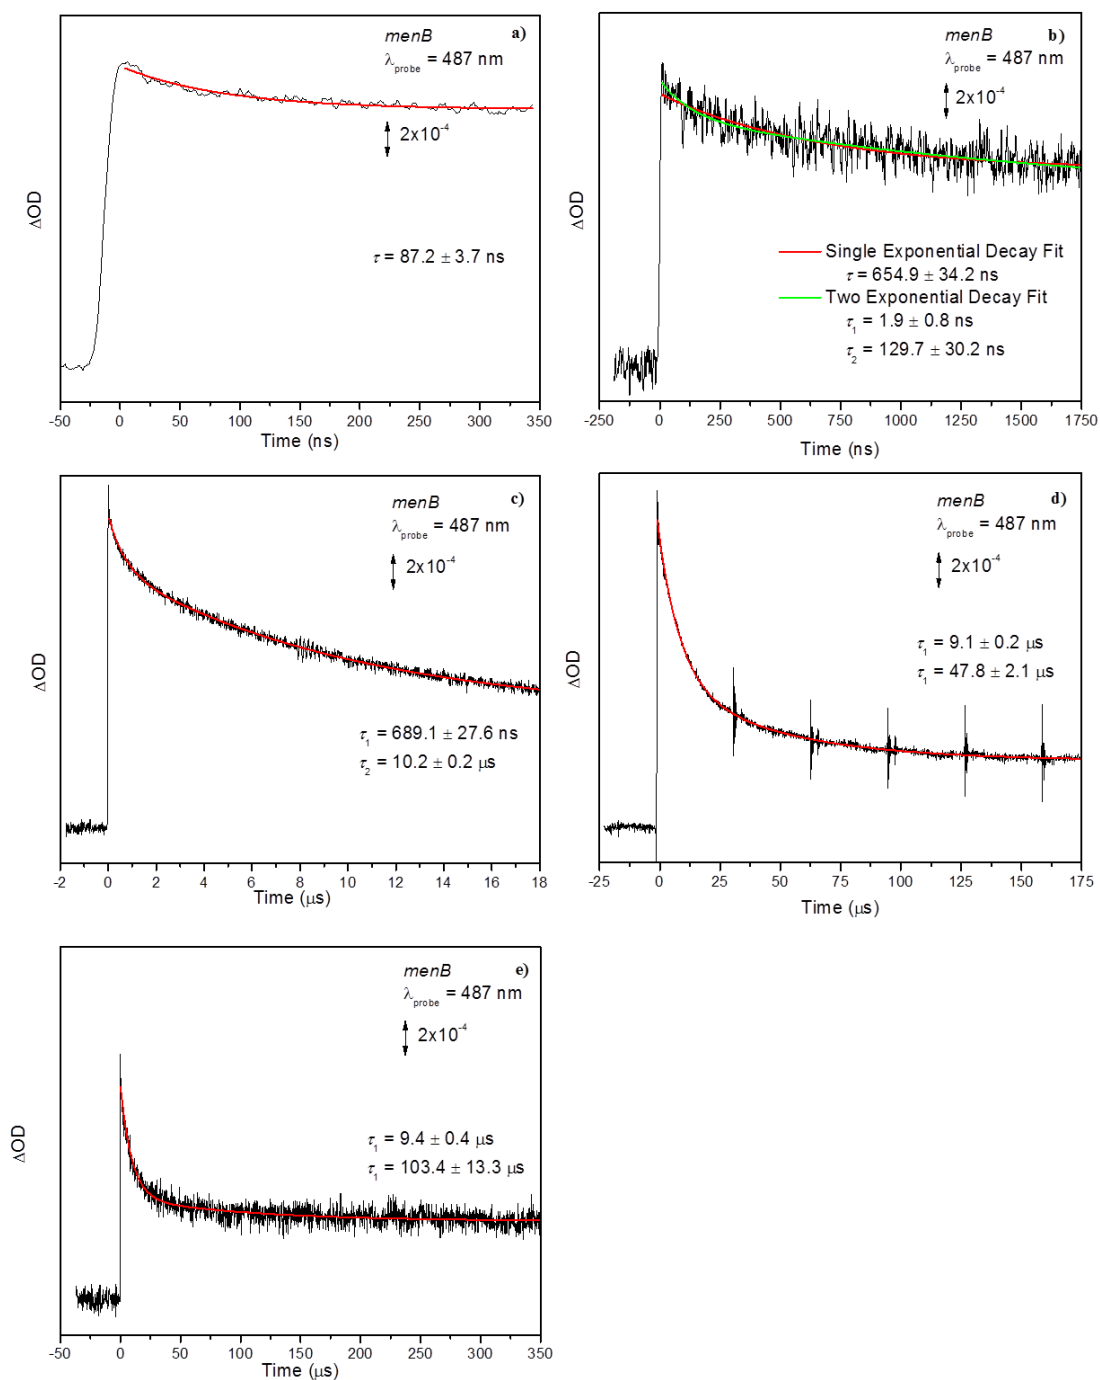 menB
a)
λprobe = 487 nm
2x10⁻⁴
τ = 87.2 ± 3.7 ns
ΔOD
-50 0 50 100 150 200 250 300 350
Time (ns)
menB
b)
λprobe = 487 nm
2x10⁻⁴
Single Exponential Decay Fit
τ = 654.9 ± 34.2 ns
Two Exponential Decay Fit
τ₁ = 1.9 ± 0.8 ns
τ₂ = 129.7 ± 30.2 ns
ΔOD
-250 0 250 500 750 1000 1250 1500 1750
Time (ns)
menB
c)
λprobe = 487 nm
2x10⁻⁴
τ₁ = 689.1 ± 27.6 ns
τ₂ = 10.2 ± 0.2 μs
ΔOD
-2 0 2 4 6 8 10 12 14 16 18
Time (μs)
menB
d)
λprobe = 487 nm
2x10⁻⁴
τ₁ = 9.1 ± 0.2 μs
τ₁ = 47.8 ± 2.1 μs
ΔOD
-25 0 25 50 75 100 125 150 175
Time (μs)
menB
e)
λprobe = 487 nm
2x10⁻⁴
τ₁ = 9.4 ± 0.4 μs
τ₁ = 103.4 ± 13.3 μs
ΔOD
-50 0 50 100 150 200 250 300 350
Time (μs)